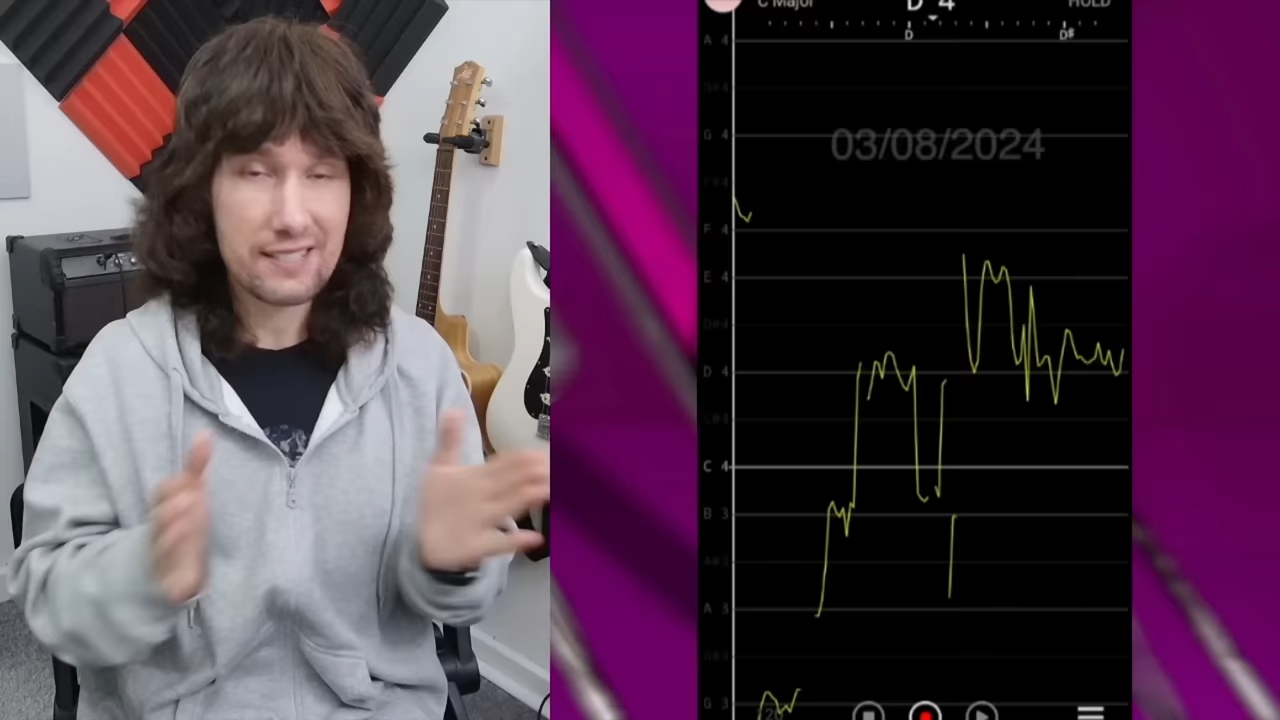 C Major
D 4
HOLD
D
D#
A 4
G 4
03/08/2024
F 4
E 4
D 4
C 4
B 3
A 3
G 3